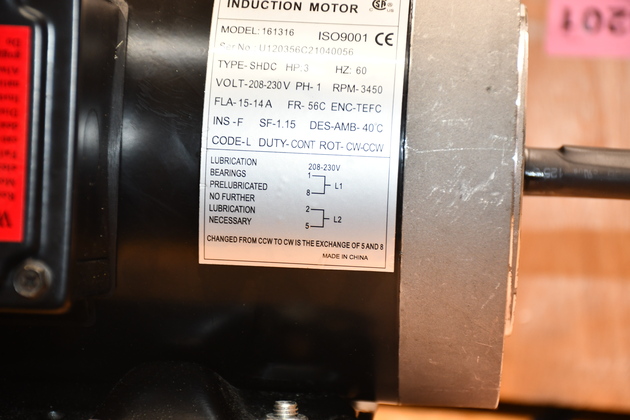 INDUCTION MOTOR
MODEL: 161316 ISO9001 CE
Ser No: U120356C21040056
TYPE-SHDC HP: 3 HZ: 60
VOLT-208-230V PH-1 RPM-3450
FLA-15-14A FR-56C ENC-TEFC
INS-F SF-1.15 DES-AMB-40°C
CODE-L DUTY-CONT ROT-CW-CCW
LUBRICATION
BEARINGS
PRELUBRICATED
NO FURTHER
LUBRICATION
NECESSARY
208-230V
1
8 L1
2
5 L2
CHANGED FROM CCW TO CW IS THE EXCHANGE OF 5 AND 8
MADE IN CHINA